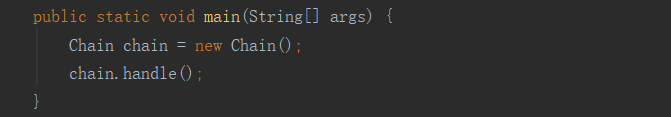 public static void main(String[] args) {
    Chain chain = new Chain();
    chain.handle();
}